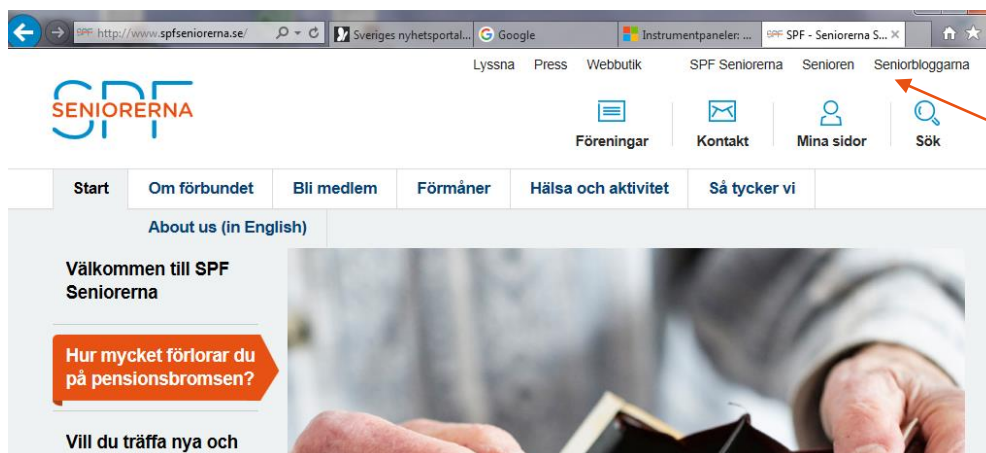 http://www.spfseniorerna.se/ Sveriges nyhetsportal... Google Instrumentpaneler: ... SPF - Seniorerna S...
Lyssna Press Webbutik SPF Seniorerna Senioren Seniorbloggarna
SPF
SENIORERNA
Föreningar Kontakt Mina sidor Sök
Start Om förbundet Bli medlem Förmåner Hälsa och aktivitet Så tycker vi
About us (in English)
Välkommen till SPF
Seniorerna
Hur mycket förlorar du
på pensionsbromsen?
Vill du träffa nya och